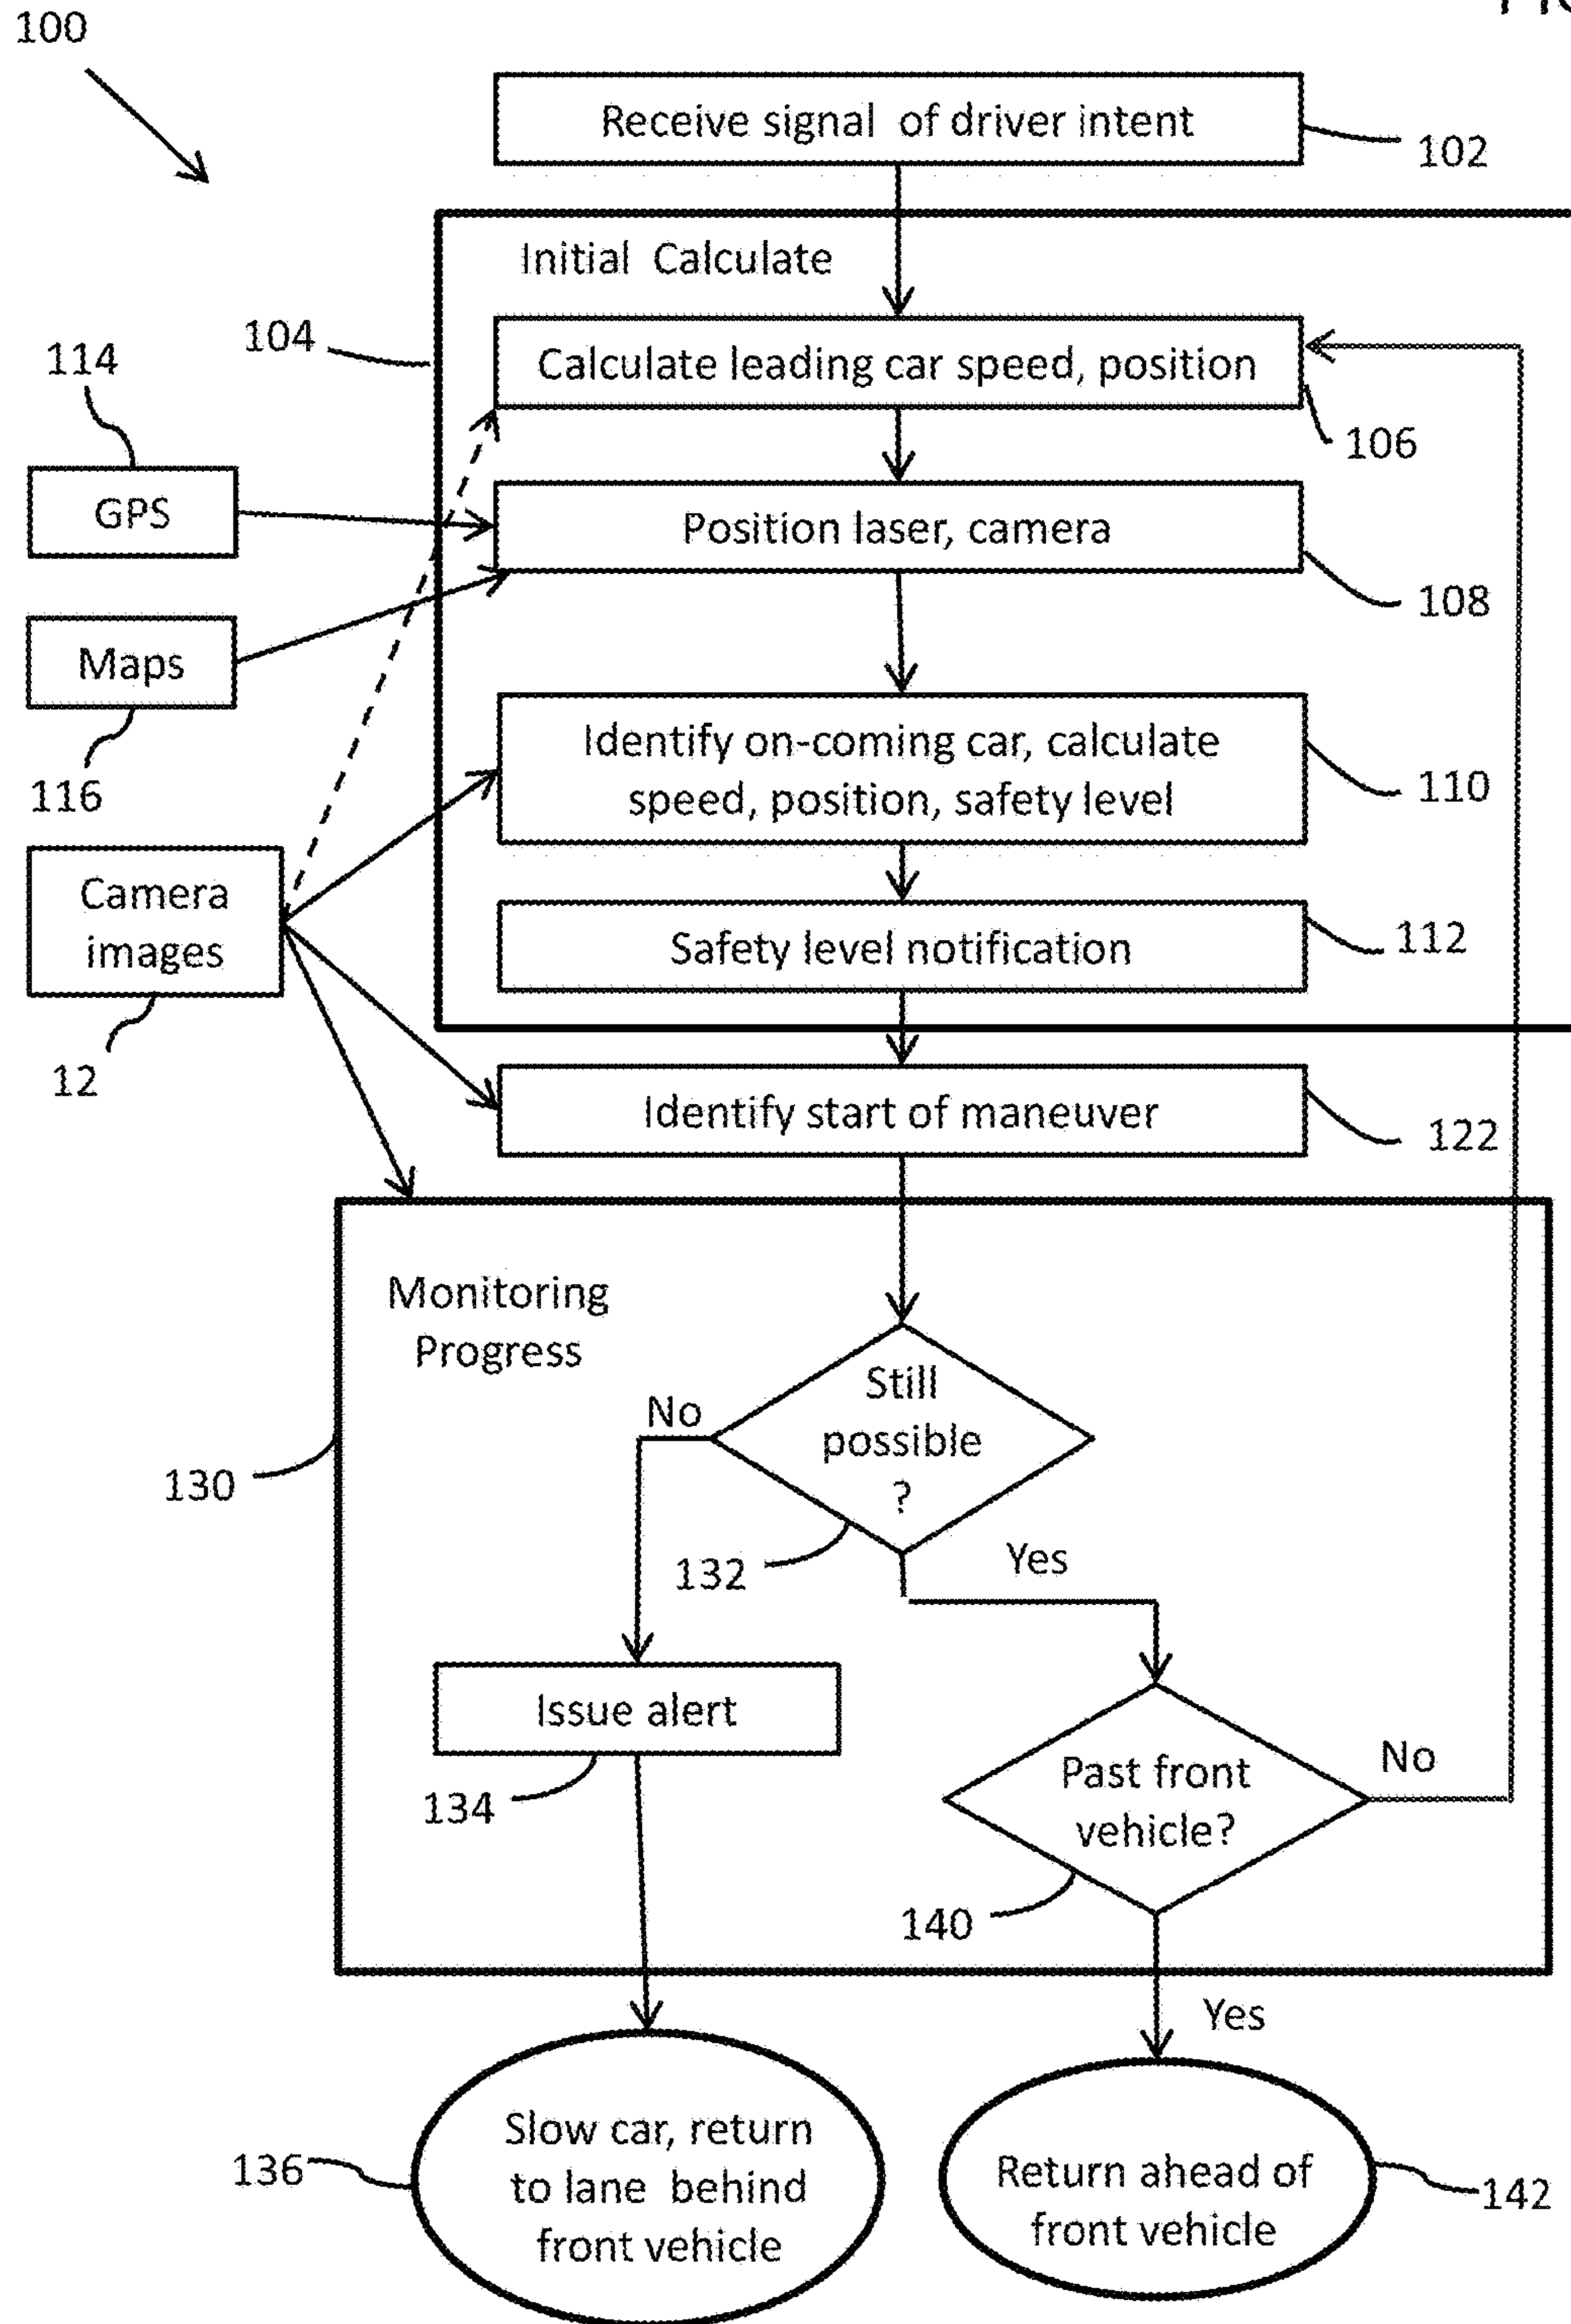 100
Receive signal of driver intent
102
Initial Calculate
104
Calculate leading car speed, position
106
114
GPS
Position laser, camera
108
Maps
116
Identify on-coming car, calculate
speed, position, safety level
110
Camera
images
12
Safety level notification
112
Identify start of maneuver
122
Monitoring
Progress
130
Still
possible
?
No
132
Yes
Issue alert
134
Past front
vehicle?
No
140
Yes
Slow car, return
to lane behind
front vehicle
136
Return ahead of
front vehicle
142